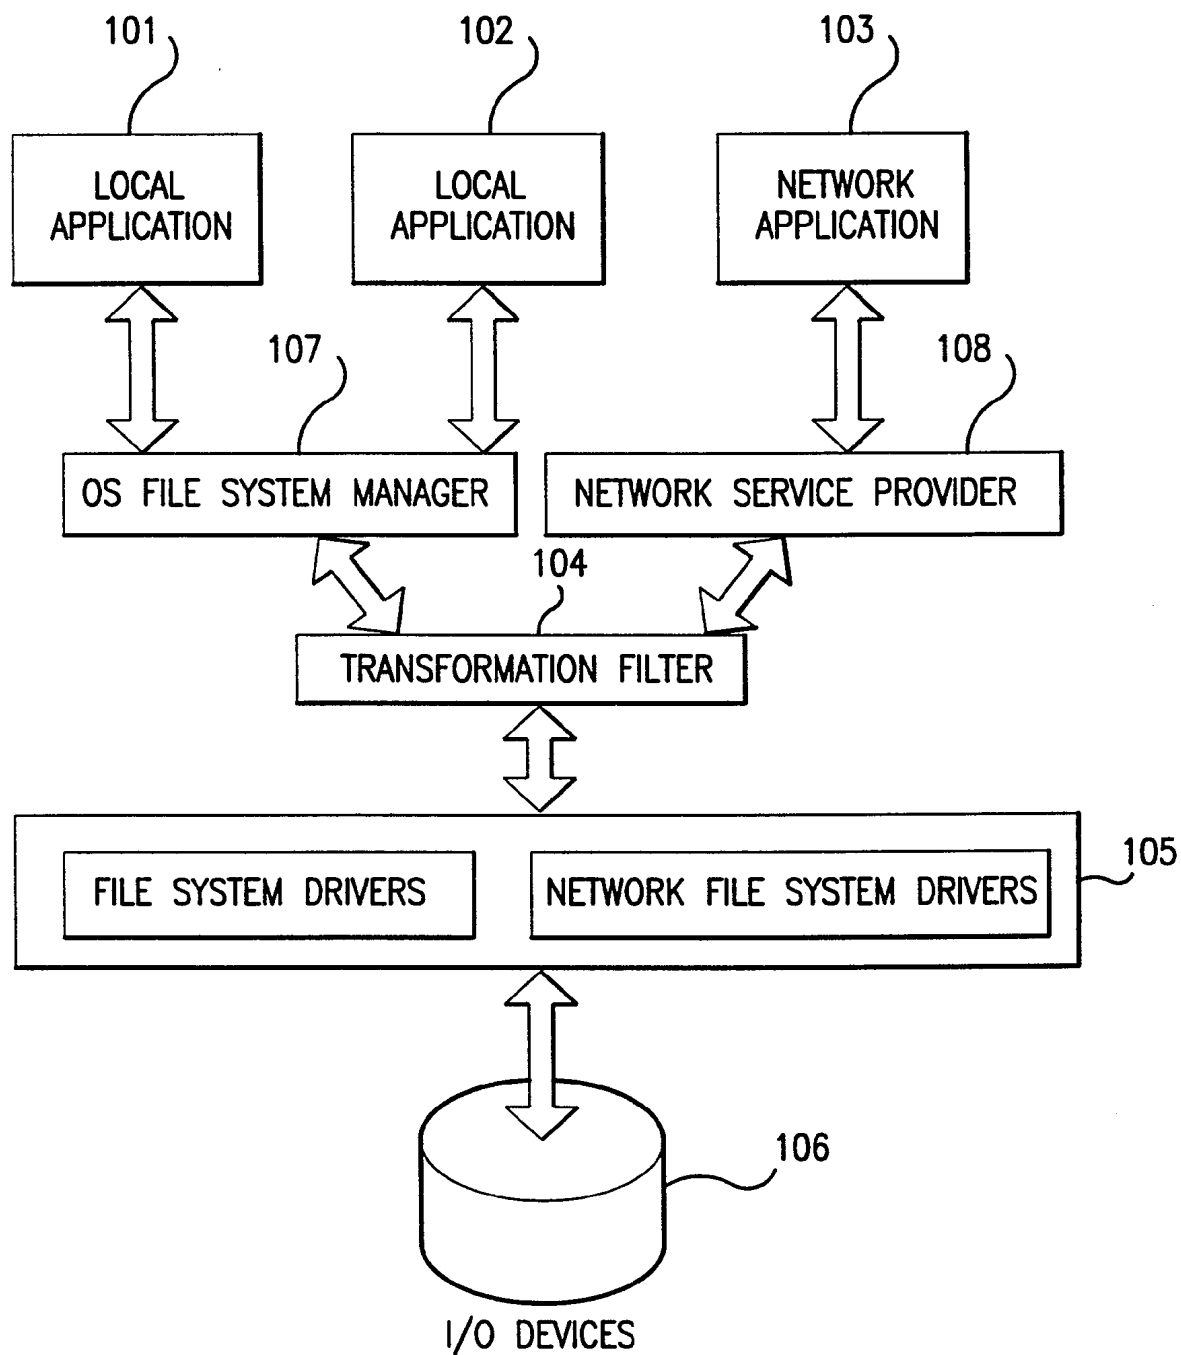 101
102
103
LOCAL
APPLICATION
LOCAL
APPLICATION
NETWORK
APPLICATION
107
108
OS FILE SYSTEM MANAGER
NETWORK SERVICE PROVIDER
104
TRANSFORMATION FILTER
105
FILE SYSTEM DRIVERS
NETWORK FILE SYSTEM DRIVERS
106
I/O DEVICES